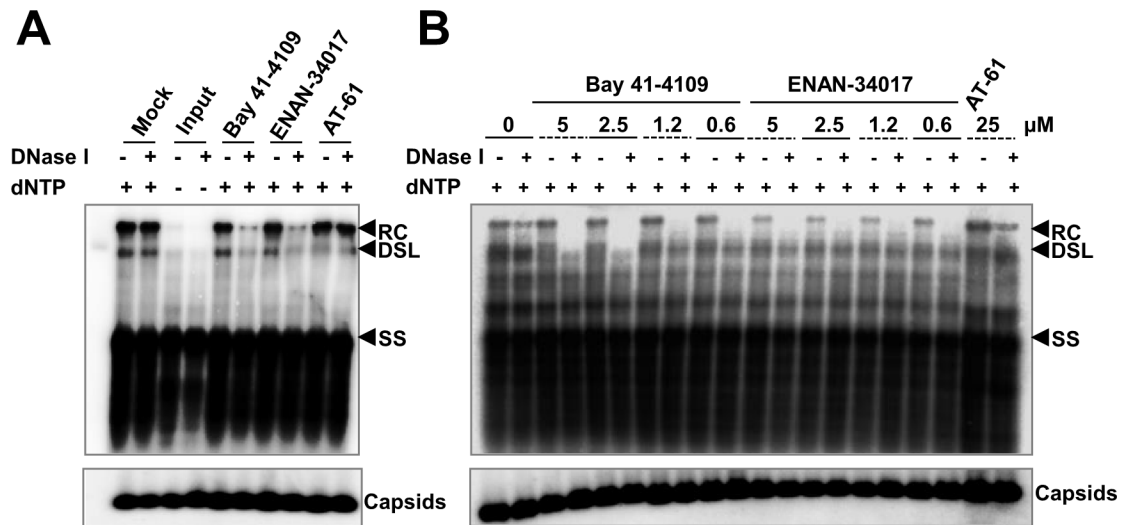 A
Mock Input Bay 41-4109 ENAN-34017 AT-61
DNase I - + - + - + - + - +
dNTP + + - - + + + + + +
RC
DSL
SS
Capsids
B
Bay 41-4109 ENAN-34017 AT-61
0 5 2.5 1.2 0.6 5 2.5 1.2 0.6 25 µM
DNase I - + - + - + - + - + - + - + - + - + - +
dNTP + + + + + + + + + + + + + + + + + + + +
RC
DSL
SS
Capsids